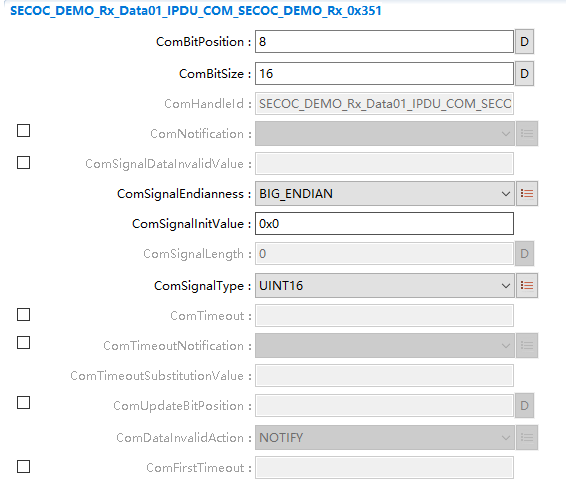 SECOC_DEMO_Rx_Data01_IPDU_COM_SECOC_DEMO_Rx_0x351
ComBitPosition : 8 D
ComBitSize : 16 D
ComHandleId : SECOC_DEMO_Rx_Data01_IPDU_COM_SECC
ComNotification :
ComSignalDataInvalidValue :
ComSignalEndianness : BIG_ENDIAN
ComSignalInitValue : 0x0
ComSignalLength : 0 D
ComSignalType : UINT16
ComTimeout :
ComTimeoutNotification :
ComTimeoutSubstitutionValue :
ComUpdateBitPosition : D
ComDataInvalidAction : NOTIFY
ComFirstTimeout :